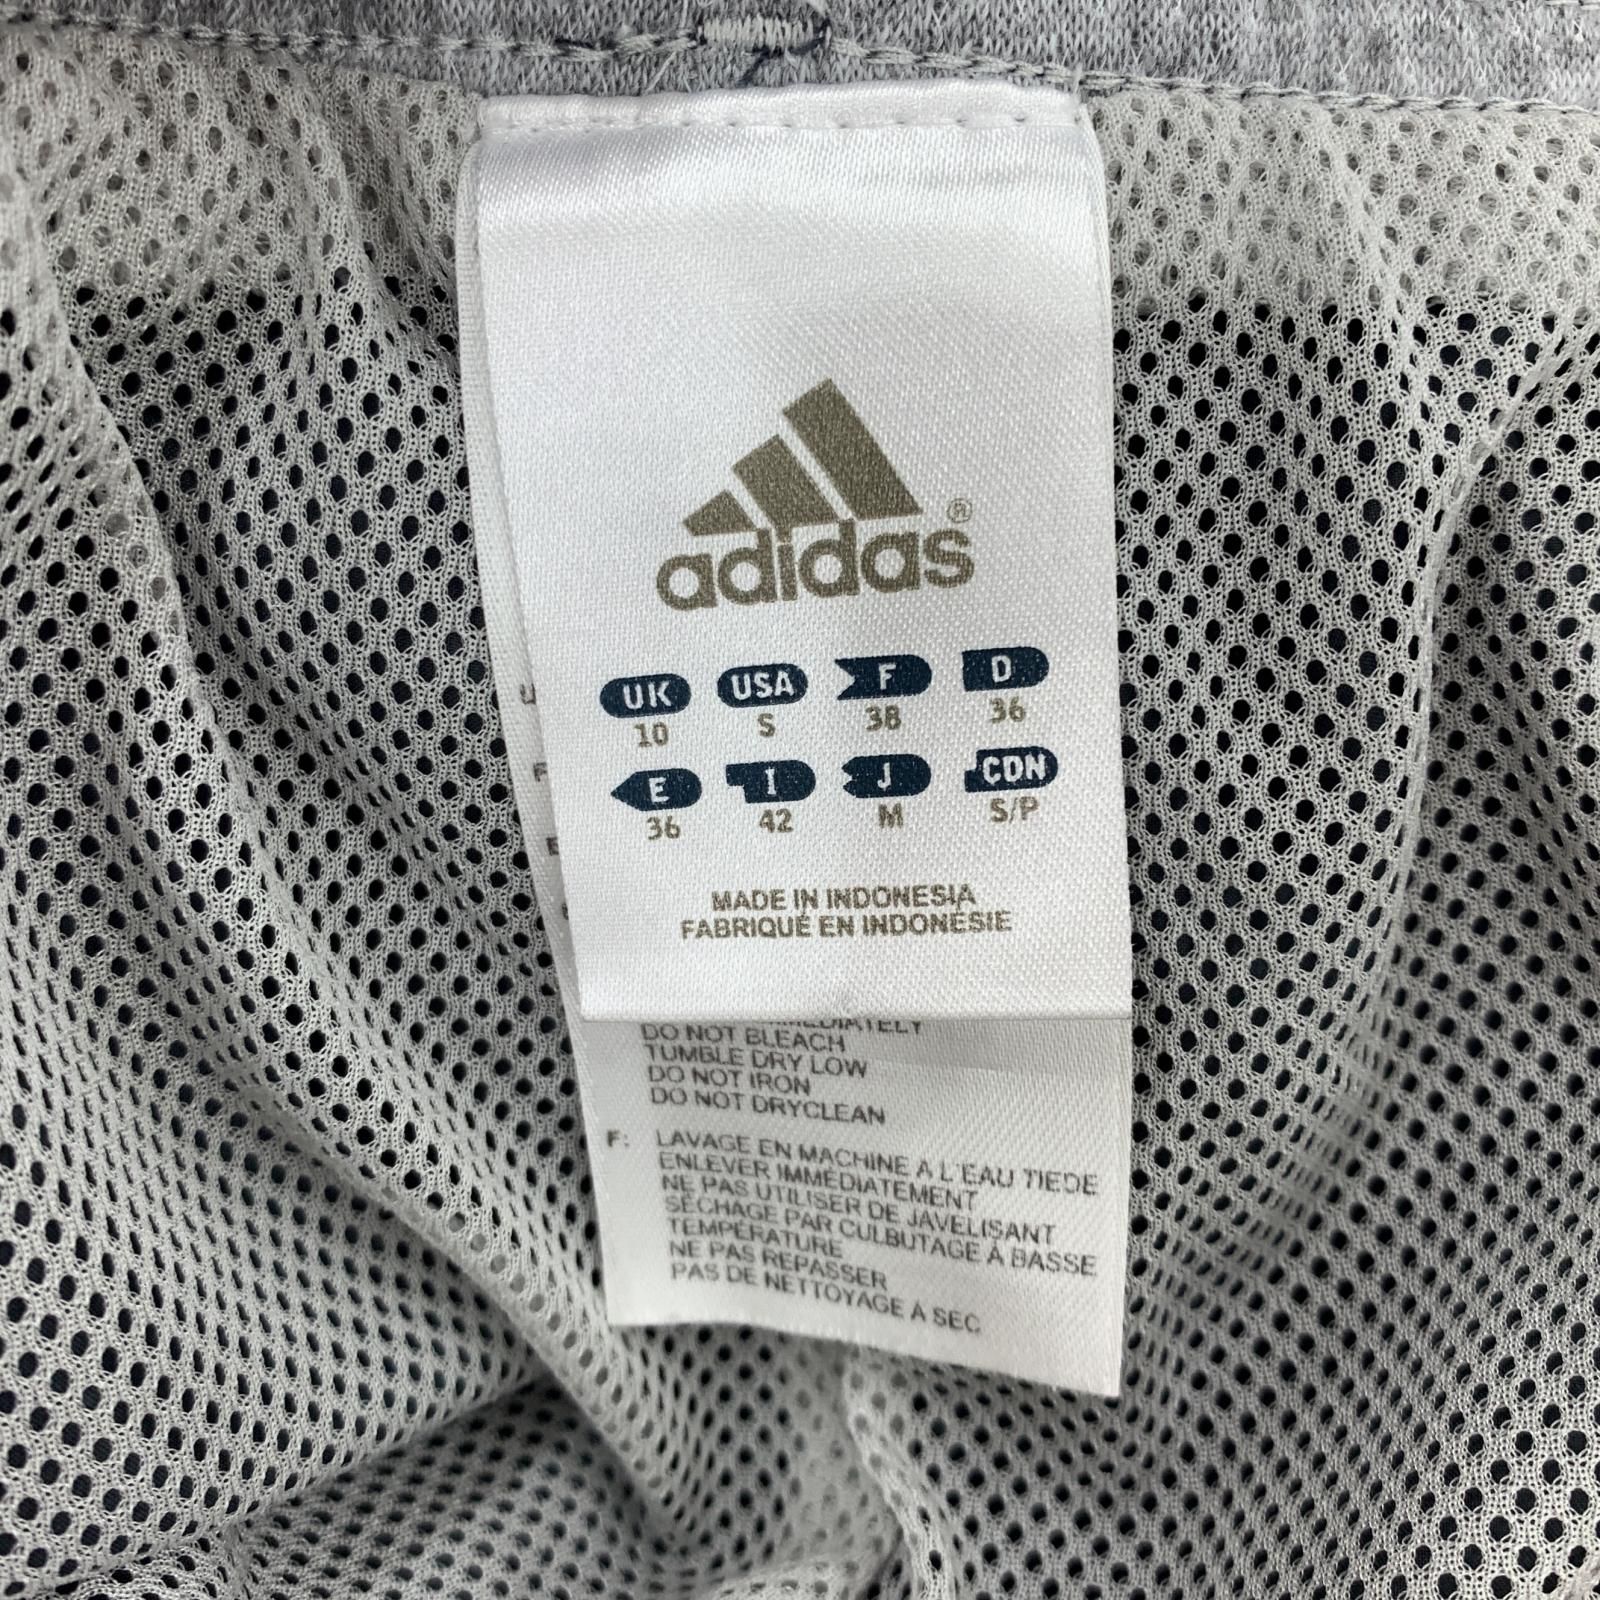 adidas®
UK USA F D
10 S 38 36
E I J CDN
36 42 M S/P
MADE IN INDONESIA
FABRIQUÉ EN INDONÉSIE
DO NOT BLEACH
TUMBLE DRY LOW
DO NOT IRON
DO NOT DRYCLEAN
F: LAVAGE EN MACHINE A L'EAU TIEDE
ENLEVER IMMÉDIATEMENT
NE PAS UTILISER DE JAVELISANT
SÉCHAGE PAR CULBUTAGE À BASSE
TEMPÉRATURE
NE PAS REPASSER
PAS DE NETTOYAGE À SEC